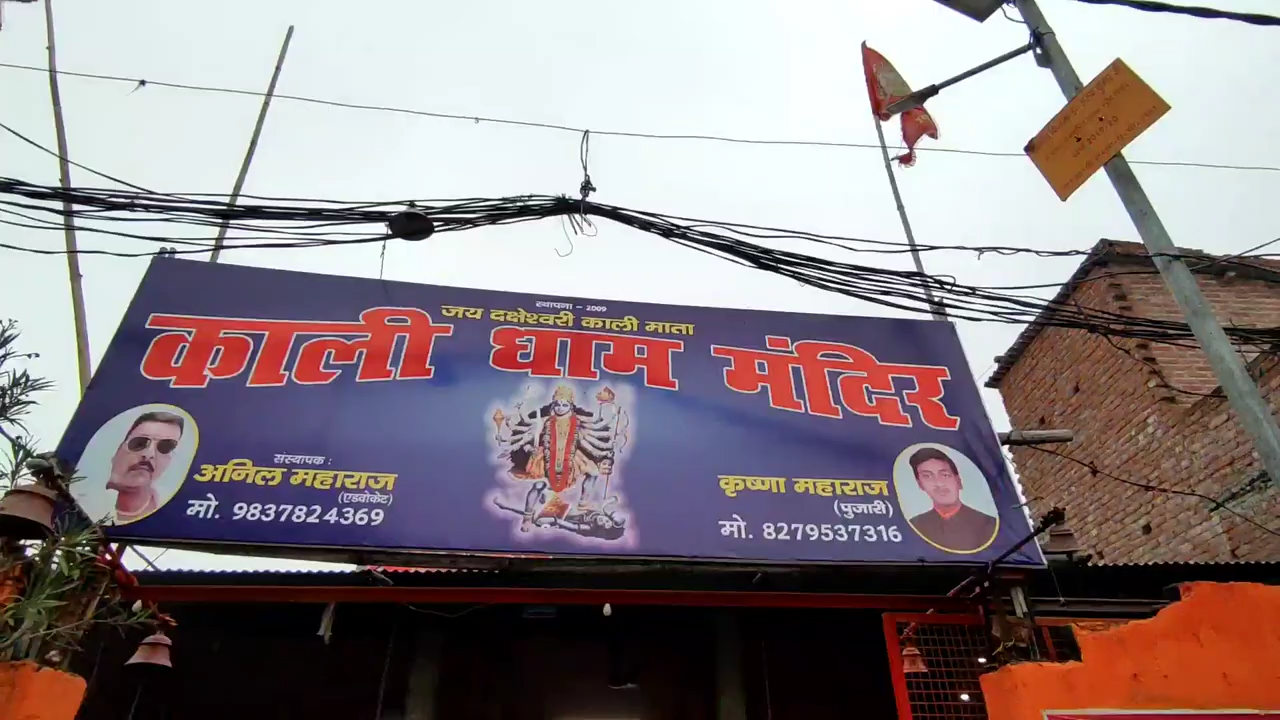 स्थापना – 2009
जय दक्षेश्वरी काली माता
काली धाम मंदिर
संस्थापक :
अनिल महाराज
(एडवोकेट)
मो. 9837824369
कृष्णा महाराज
(पुजारी)
मो. 8279537316